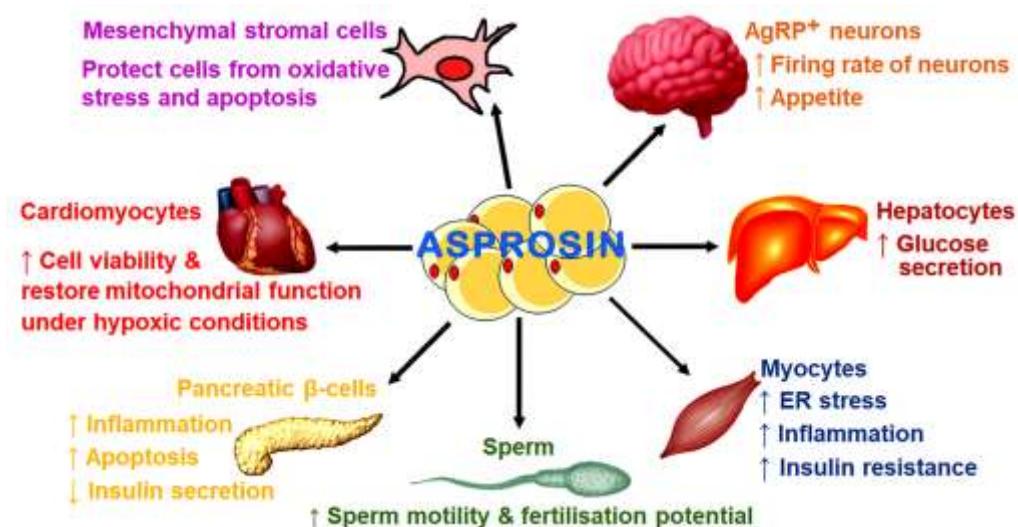 Mesenchymal stromal cells
Protect cells from oxidative
stress and apoptosis
AgRP⁺ neurons
↑ Firing rate of neurons
↑ Appetite
Cardiomyocytes
↑ Cell viability &
restore mitochondrial function
under hypoxic conditions
ASPROSIN
Hepatocytes
↑ Glucose
secretion
Pancreatic β-cells
↑ Inflammation
↑ Apoptosis
↓ Insulin secretion
Sperm
↑ Sperm motility & fertilisation potential
Myocytes
↑ ER stress
↑ Inflammation
↑ Insulin resistance